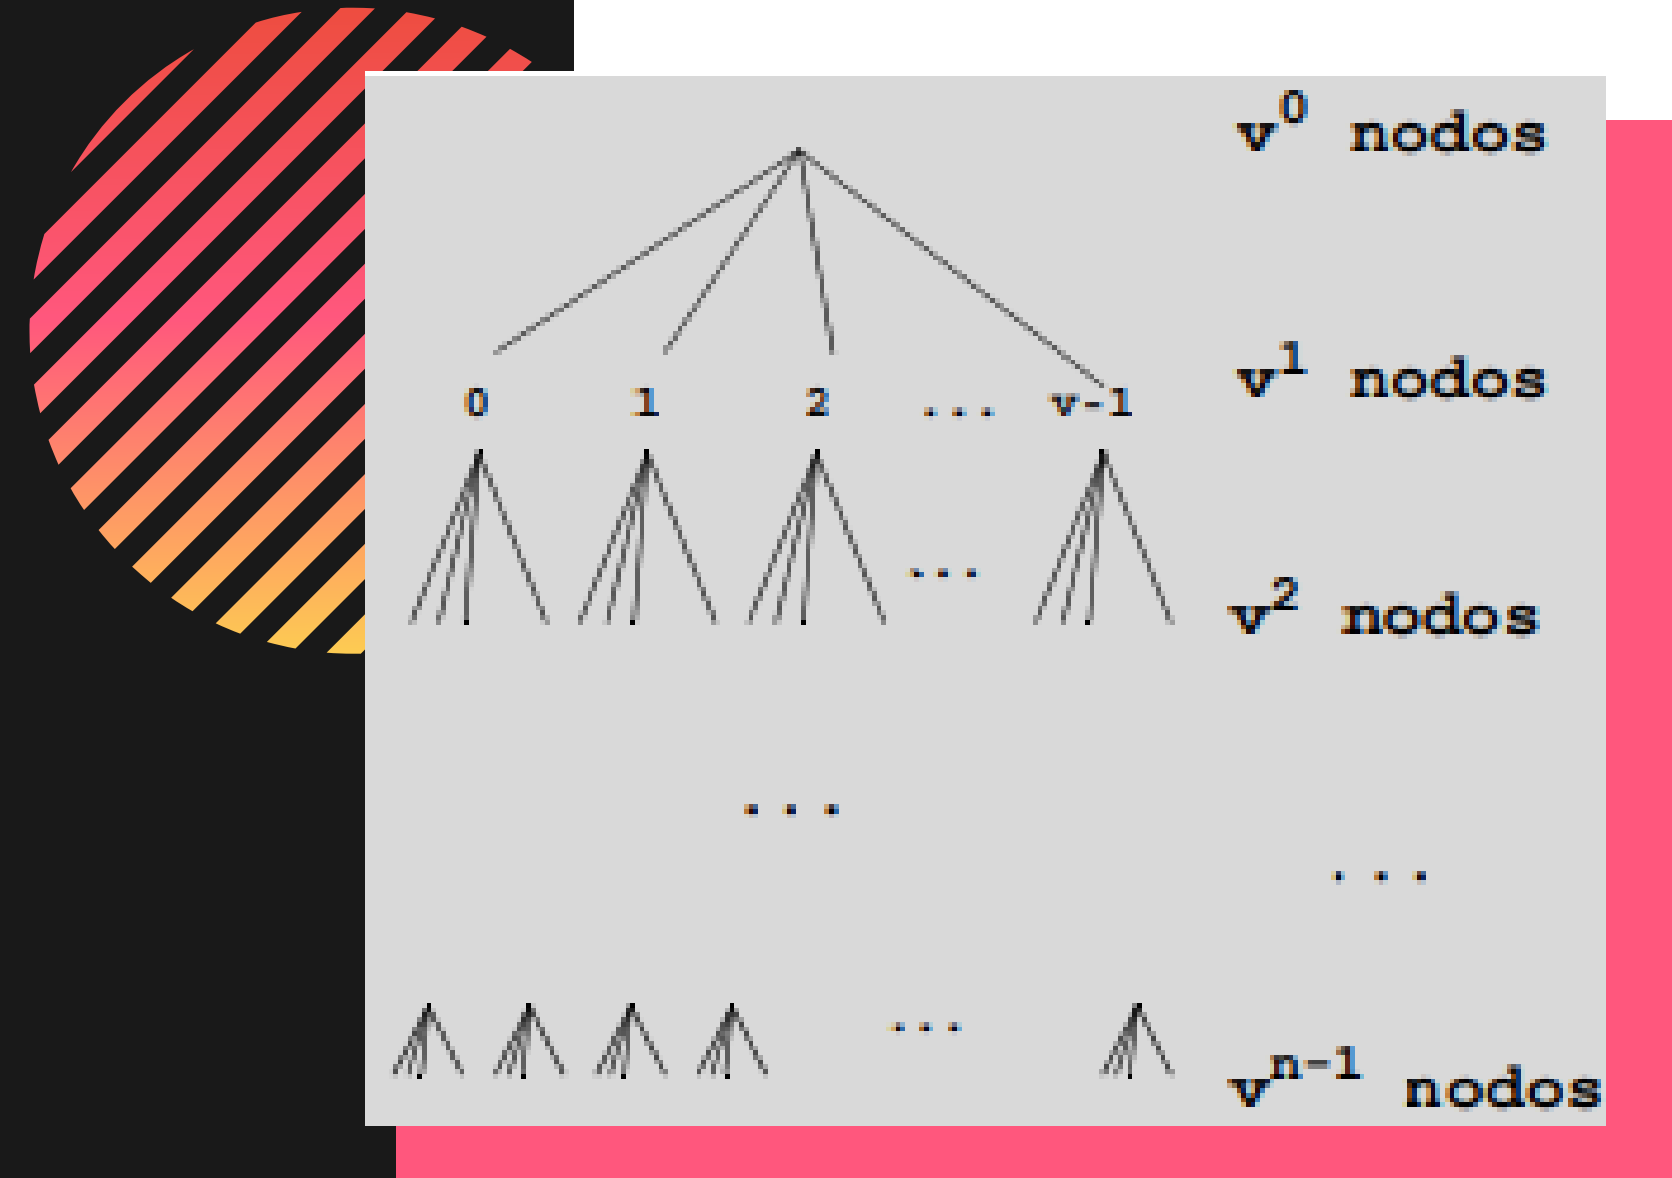 v⁰ nodos
v¹ nodos
0 1 2 ... v-1
...
v² nodos
...
...
...
vⁿ⁻¹ nodos